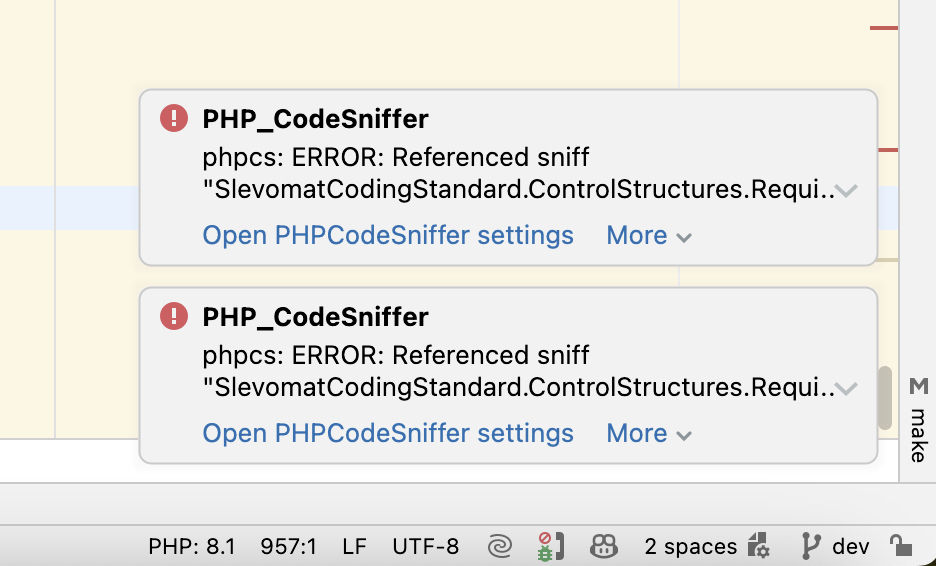 PHP_CodeSniffer
phpcs: ERROR: Referenced sniff
"SlevomatCodingStandard.ControlStructures.Requi..
Open PHPCodeSniffer settings More
PHP_CodeSniffer
phpcs: ERROR: Referenced sniff
"SlevomatCodingStandard.ControlStructures.Requi..
Open PHPCodeSniffer settings More
M make
PHP: 8.1 957:1 LF UTF-8 2 spaces dev